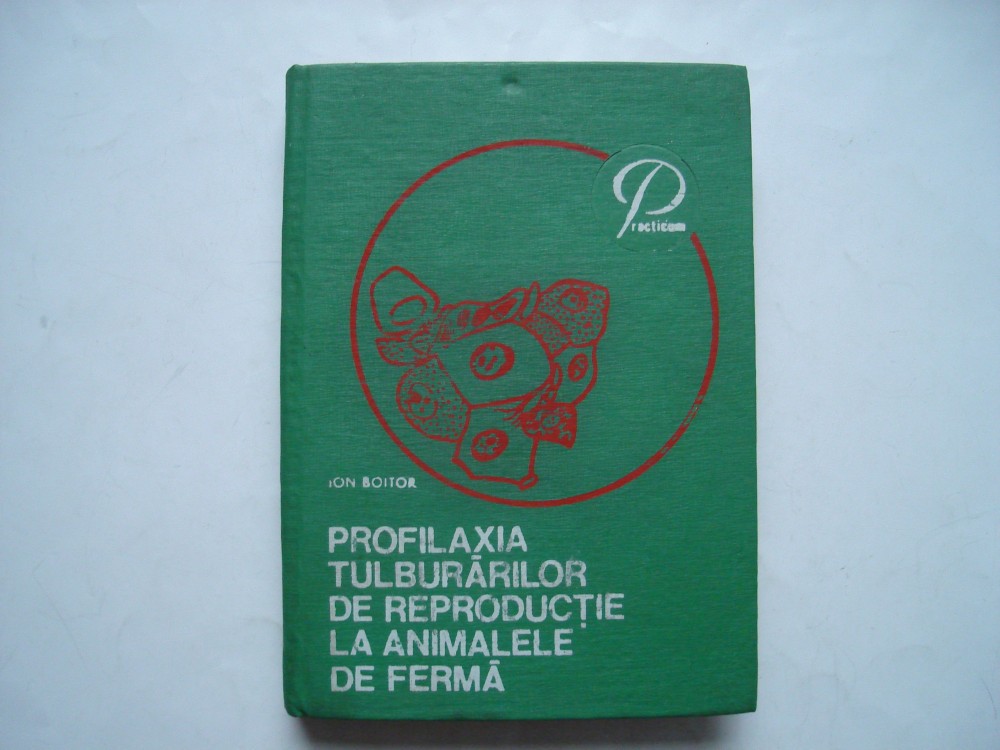 Practicum
ION BOITOR
PROFILAXIA
TULBURĂRILOR
DE REPRODUCȚIE
LA ANIMALELE
DE FERMĂ